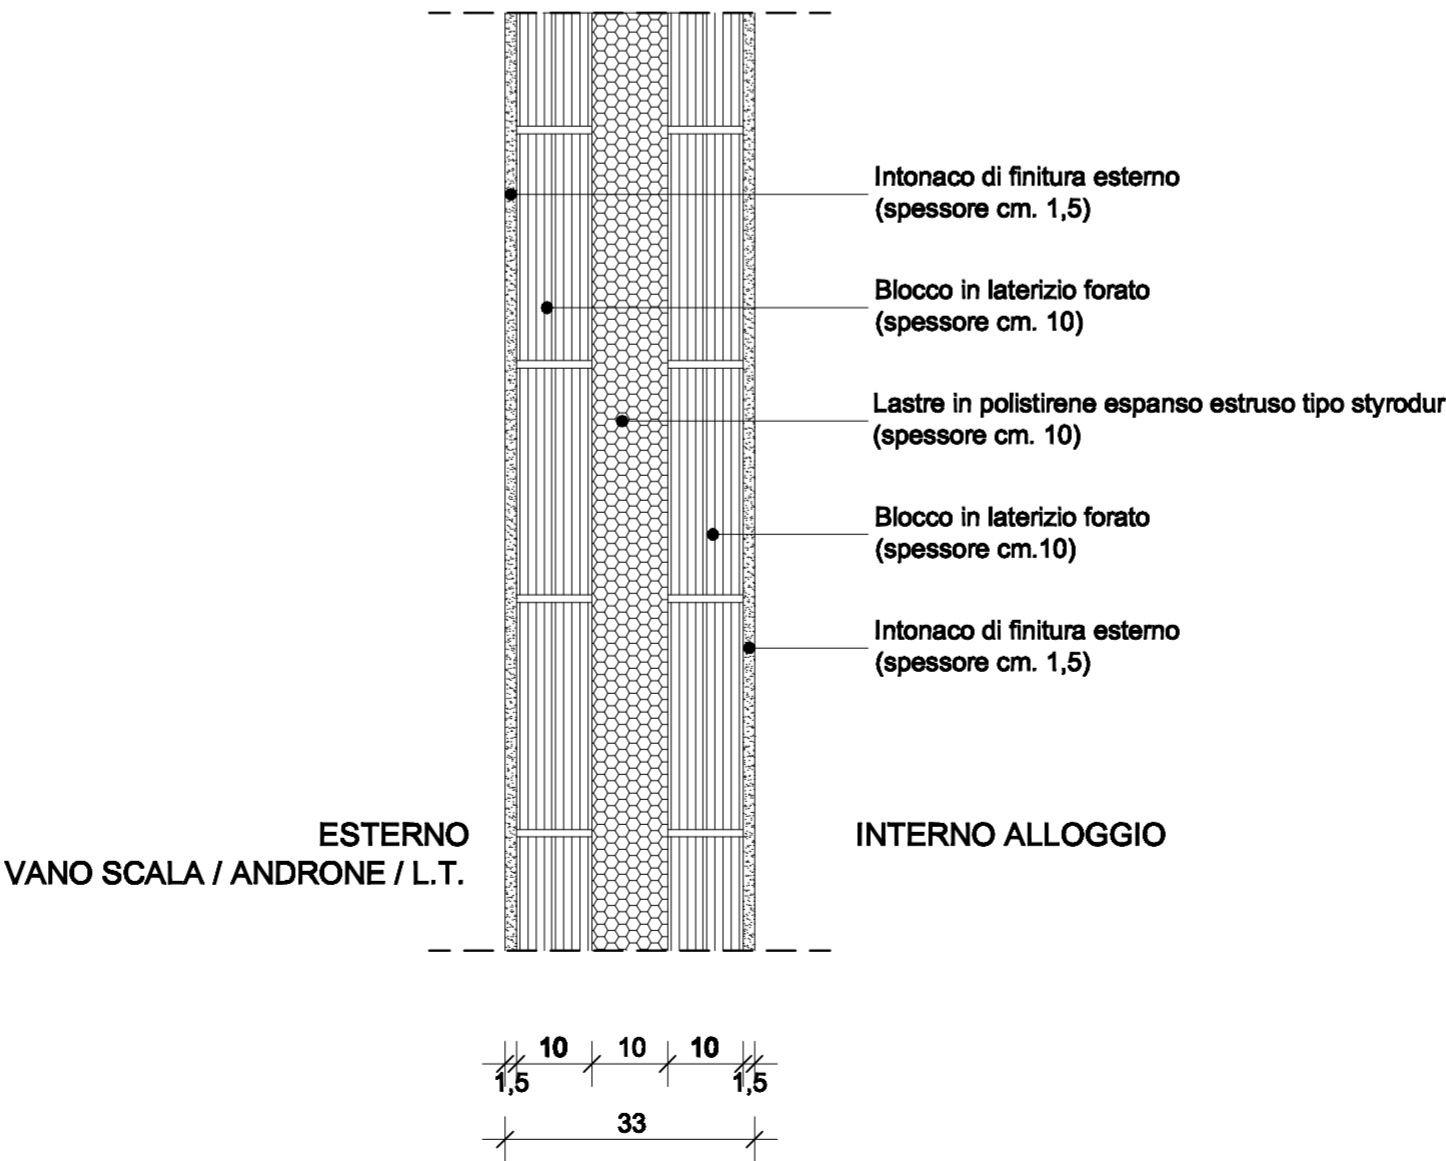 Intonaco di finitura esterno
(spessore cm. 1,5)
Blocco in laterizio forato
(spessore cm. 10)
Lastre in polistirene espanso estruso tipo styrodur
(spessore cm. 10)
Blocco in laterizio forato
(spessore cm.10)
Intonaco di finitura esterno
(spessore cm. 1,5)
ESTERNO
VANO SCALA / ANDRONE / L.T.
INTERNO ALLOGGIO
10 10 10
1,5 1,5
33